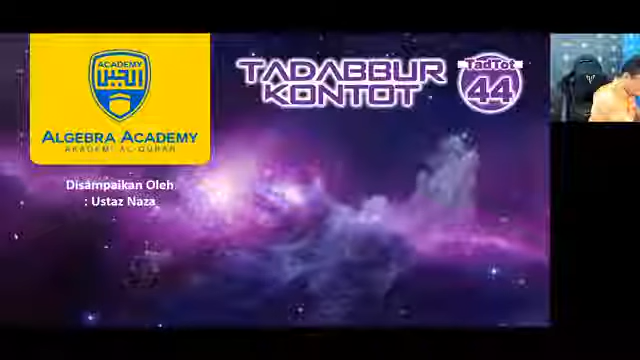 ACADEMY
ALGEBRA ACADEMY
AKADEMI AL-QURAN
Disampaikan Oleh
: Ustaz Naza
TADABBUR
KONTOT
TadTot
44